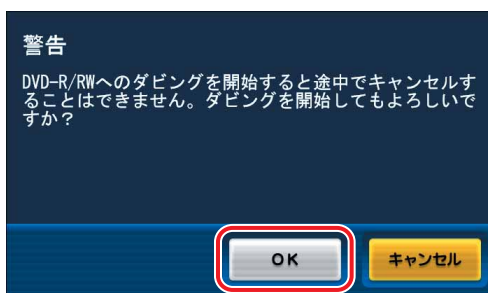 警告
DVD-R/RWへのダビングを開始すると途中でキャンセルす
ることはできません。ダビングを開始してもよろしいで
すか？
OK
キャンセル